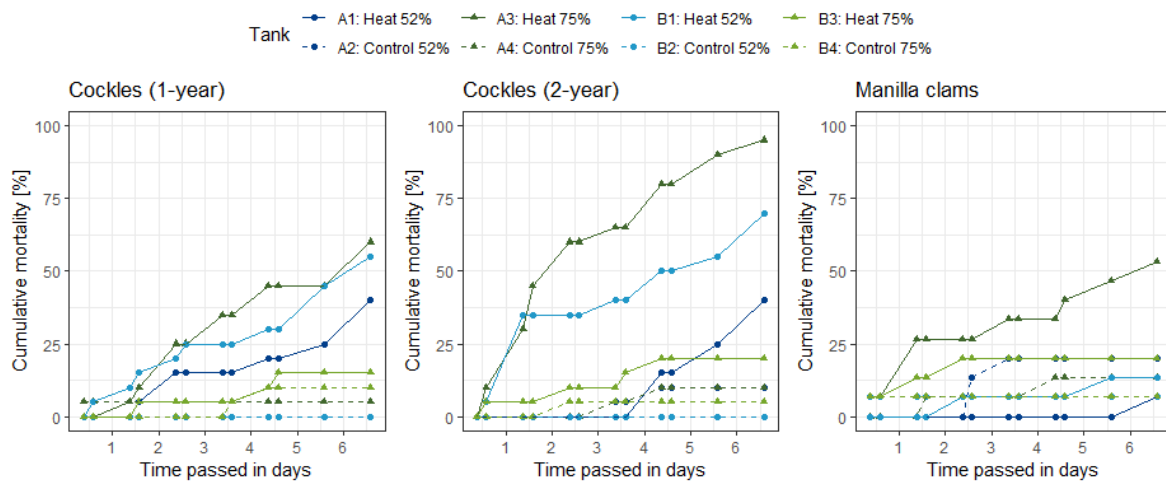 Tank
A1: Heat 52% A3: Heat 75% B1: Heat 52% B3: Heat 75%
A2: Control 52% A4: Control 75% B2: Control 52% B4: Control 75%
Cockles (1-year) Cockles (2-year) Manilla clams
Cumulative mortality [%] Cumulative mortality [%] Cumulative mortality [%]
100 100 100
75 75 75
50 50 50
25 25 25
0 0 0
1 2 3 4 5 6 1 2 3 4 5 6 1 2 3 4 5 6
Time passed in days Time passed in days Time passed in days